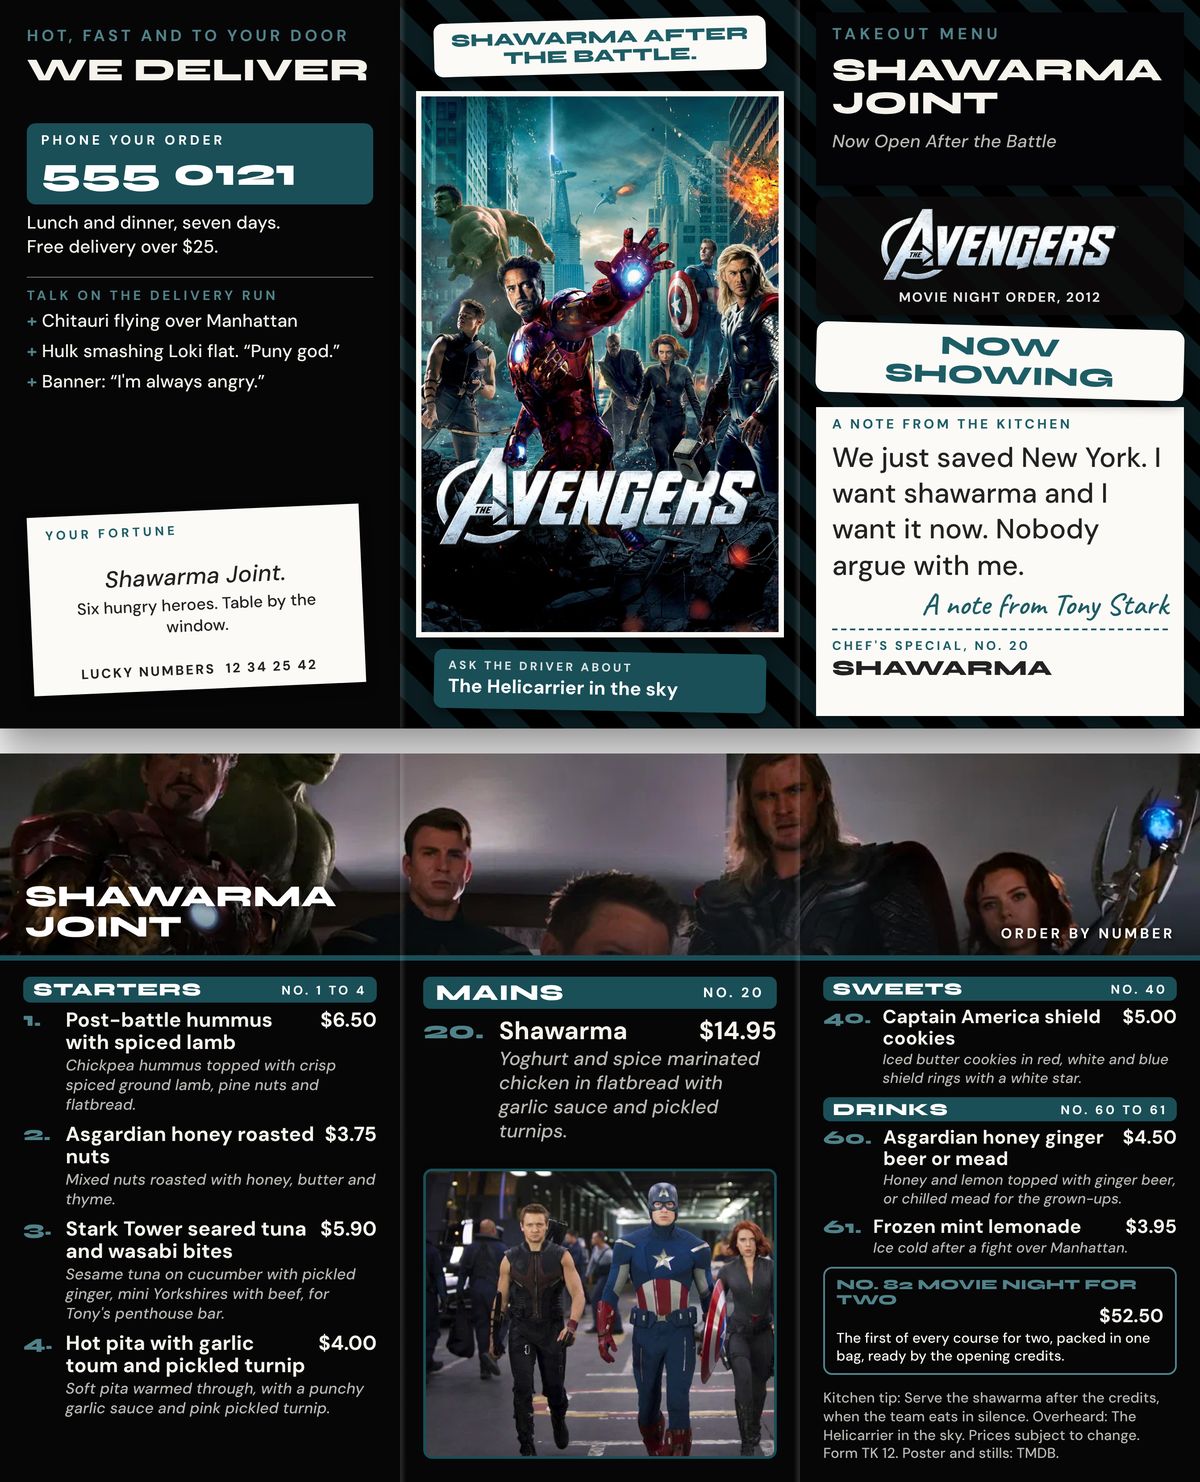 HOT, FAST AND TO YOUR DOOR
WE DELIVER
PHONE YOUR ORDER
555 0121
Lunch and dinner, seven days.
Free delivery over $25.
TALK ON THE DELIVERY RUN
+ Chitauri flying over Manhattan
+ Hulk smashing Loki flat. “Puny god.”
+ Banner: “I'm always angry.”
YOUR FORTUNE
Shawarma Joint.
Six hungry heroes. Table by the
window.
LUCKY NUMBERS 12 34 25 42
SHAWARMA AFTER
THE BATTLE.
THE AVENGERS
ASK THE DRIVER ABOUT
The Helicarrier in the sky
TAKEOUT MENU
SHAWARMA
JOINT
Now Open After the Battle
THE AVENGERS
MOVIE NIGHT ORDER, 2012
NOW
SHOWING
A NOTE FROM THE KITCHEN
We just saved New York. I
want shawarma and I
want it now. Nobody
argue with me.
A note from Tony Stark
CHEF'S SPECIAL, NO. 20
SHAWARMA
SHAWARMA
JOINT
ORDER BY NUMBER
STARTERS NO. 1 TO 4
1. Post-battle hummus $6.50
with spiced lamb
Chickpea hummus topped with crisp
spiced ground lamb, pine nuts and
flatbread.
2. Asgardian honey roasted $3.75
nuts
Mixed nuts roasted with honey, butter and
thyme.
3. Stark Tower seared tuna $5.90
and wasabi bites
Sesame tuna on cucumber with pickled
ginger, mini Yorkshires with beef, for
Tony's penthouse bar.
4. Hot pita with garlic $4.00
toum and pickled turnip
Soft pita warmed through, with a punchy
garlic sauce and pink pickled turnip.
MAINS NO. 20
20. Shawarma $14.95
Yoghurt and spice marinated
chicken in flatbread with
garlic sauce and pickled
turnips.
SWEETS NO. 40
40. Captain America shield $5.00
cookies
Iced butter cookies in red, white and blue
shield rings with a white star.
DRINKS NO. 60 TO 61
60. Asgardian honey ginger $4.50
beer or mead
Honey and lemon topped with ginger beer,
or chilled mead for the grown-ups.
61. Frozen mint lemonade $3.95
Ice cold after a fight over Manhattan.
NO. 82 MOVIE NIGHT FOR
TWO
$52.50
The first of every course for two, packed in one
bag, ready by the opening credits.
Kitchen tip: Serve the shawarma after the credits,
when the team eats in silence. Overheard: The
Helicarrier in the sky. Prices subject to change.
Form TK 12. Poster and stills: TMDB.